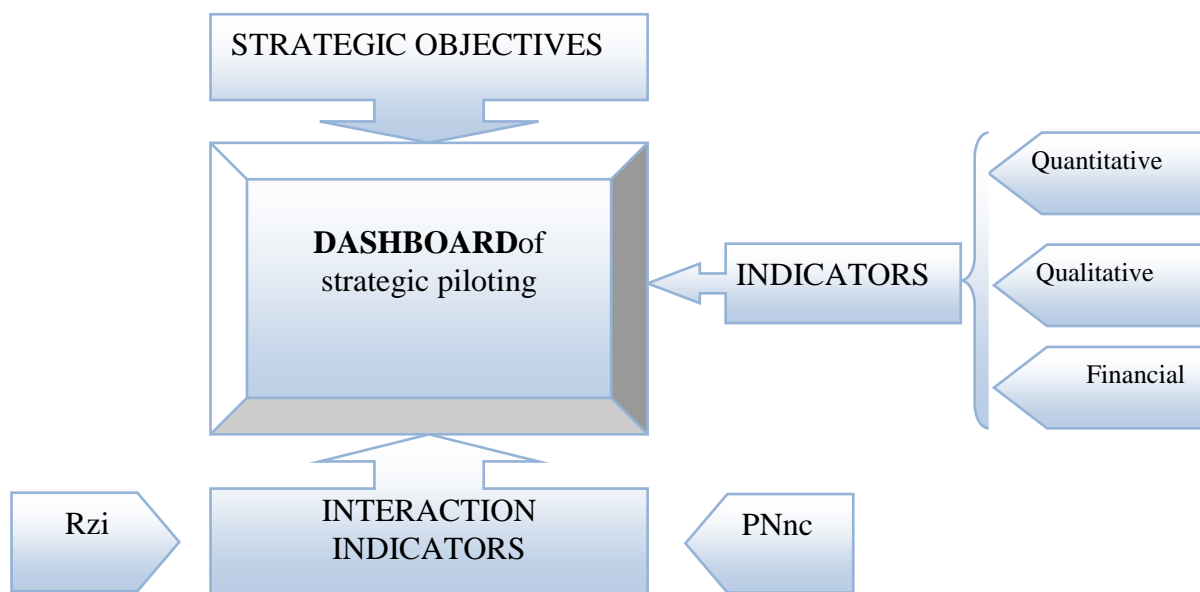 STRATEGIC OBJECTIVES
DASHBOARDof
strategic piloting
INDICATORS
Quantitative
Qualitative
Financial
Rzi
INTERACTION
INDICATORS
PNnc